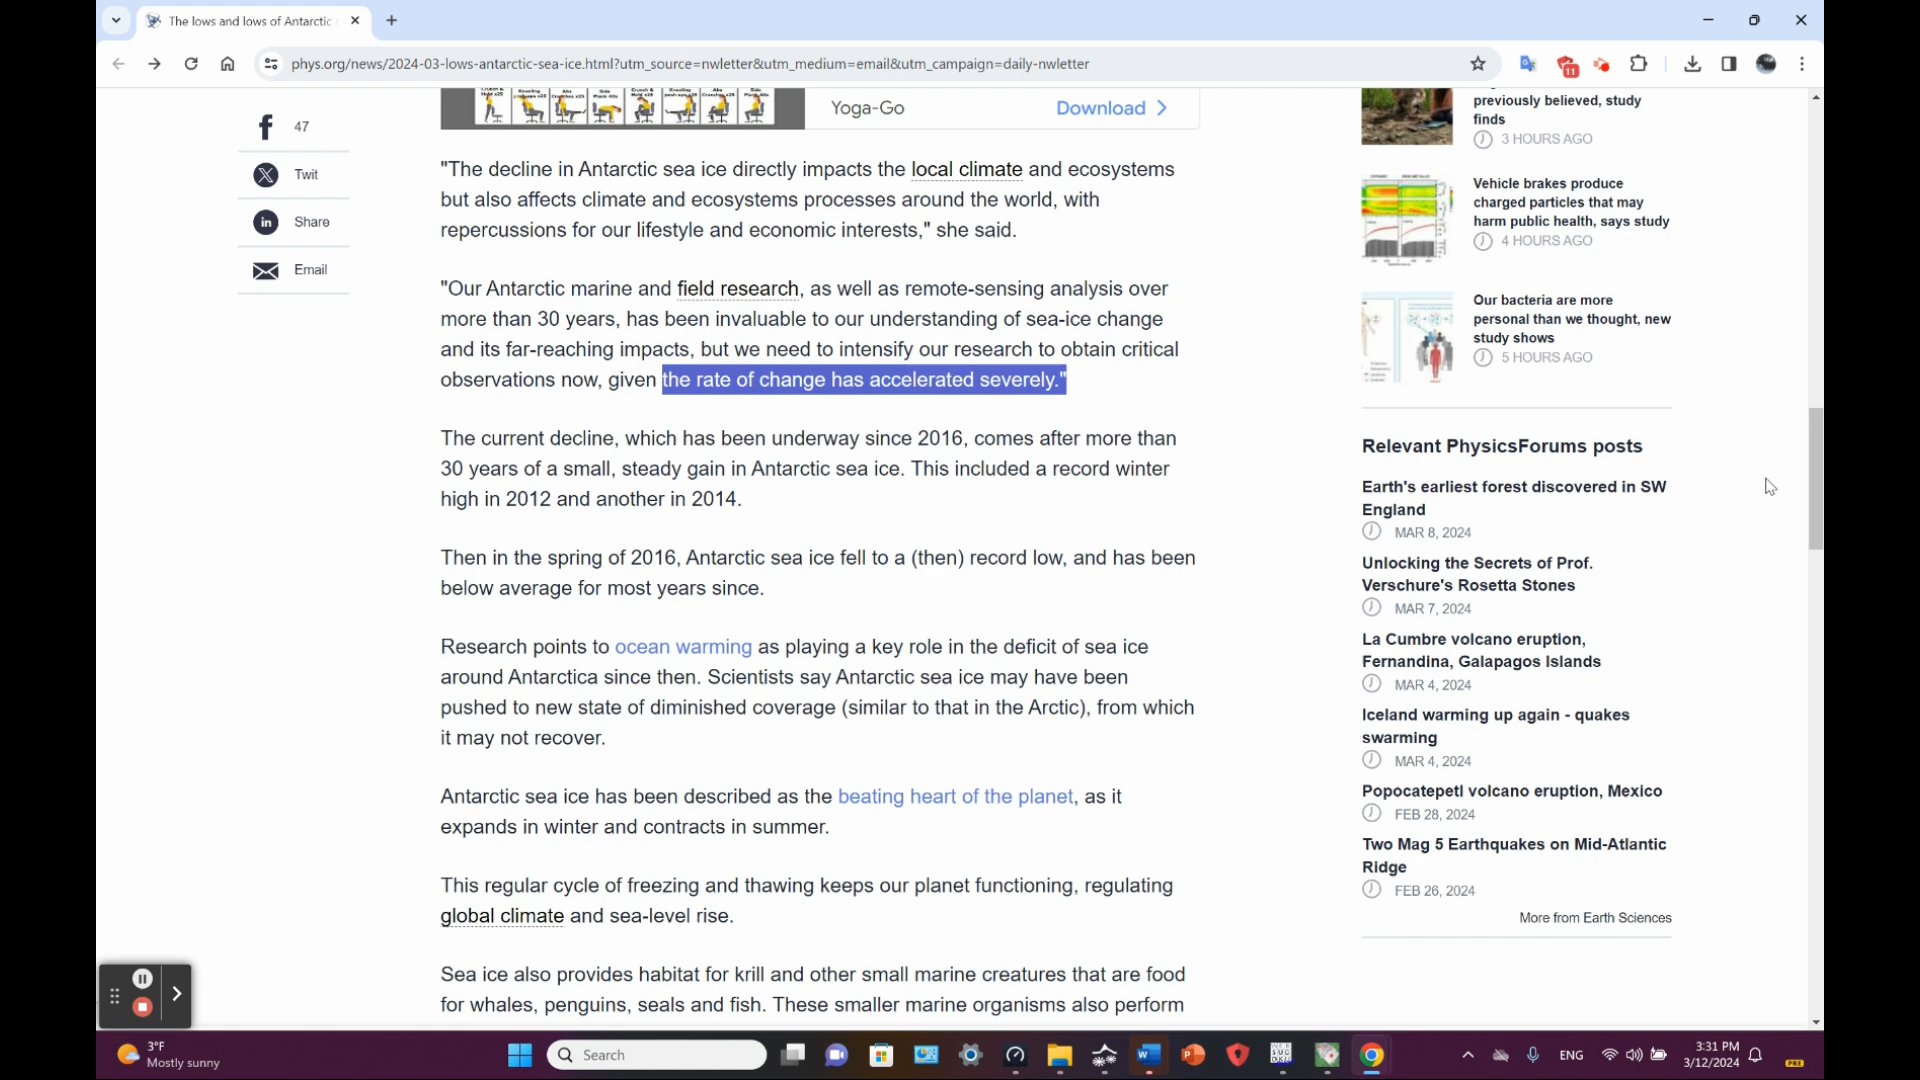 The lows and lows of Antarctic
phys.org/news/2024-03-lows-antarctic-sea-ice.html?utm_source=nwletter&utm_medium=email&utm_campaign=daily-nwletter
11
Yoga-Go
Download
47
Twit
Share
Email
"The decline in Antarctic sea ice directly impacts the local climate and ecosystems
but also affects climate and ecosystems processes around the world, with
repercussions for our lifestyle and economic interests," she said.
"Our Antarctic marine and field research, as well as remote-sensing analysis over
more than 30 years, has been invaluable to our understanding of sea-ice change
and its far-reaching impacts, but we need to intensify our research to obtain critical
observations now, given the rate of change has accelerated severely."
The current decline, which has been underway since 2016, comes after more than
30 years of a small, steady gain in Antarctic sea ice. This included a record winter
high in 2012 and another in 2014.
Then in the spring of 2016, Antarctic sea ice fell to a (then) record low, and has been
below average for most years since.
Research points to ocean warming as playing a key role in the deficit of sea ice
around Antarctica since then. Scientists say Antarctic sea ice may have been
pushed to new state of diminished coverage (similar to that in the Arctic), from which
it may not recover.
Antarctic sea ice has been described as the beating heart of the planet, as it
expands in winter and contracts in summer.
This regular cycle of freezing and thawing keeps our planet functioning, regulating
global climate and sea-level rise.
Sea ice also provides habitat for krill and other small marine creatures that are food
for whales, penguins, seals and fish. These smaller marine organisms also perform
previously believed, study
finds
3 HOURS AGO
Vehicle brakes produce
charged particles that may
harm public health, says study
4 HOURS AGO
Our bacteria are more
personal than we thought, new
study shows
5 HOURS AGO
Relevant PhysicsForums posts
Earth's earliest forest discovered in SW
England
MAR 8, 2024
Unlocking the Secrets of Prof.
Verschure's Rosetta Stones
MAR 7, 2024
La Cumbre volcano eruption,
Fernandina, Galapagos Islands
MAR 4, 2024
Iceland warming up again - quakes
swarming
MAR 4, 2024
Popocatepetl volcano eruption, Mexico
FEB 28, 2024
Two Mag 5 Earthquakes on Mid-Atlantic
Ridge
FEB 26, 2024
More from Earth Sciences
3°F
Mostly sunny
Search
ENG
3:31 PM
3/12/2024
PRE